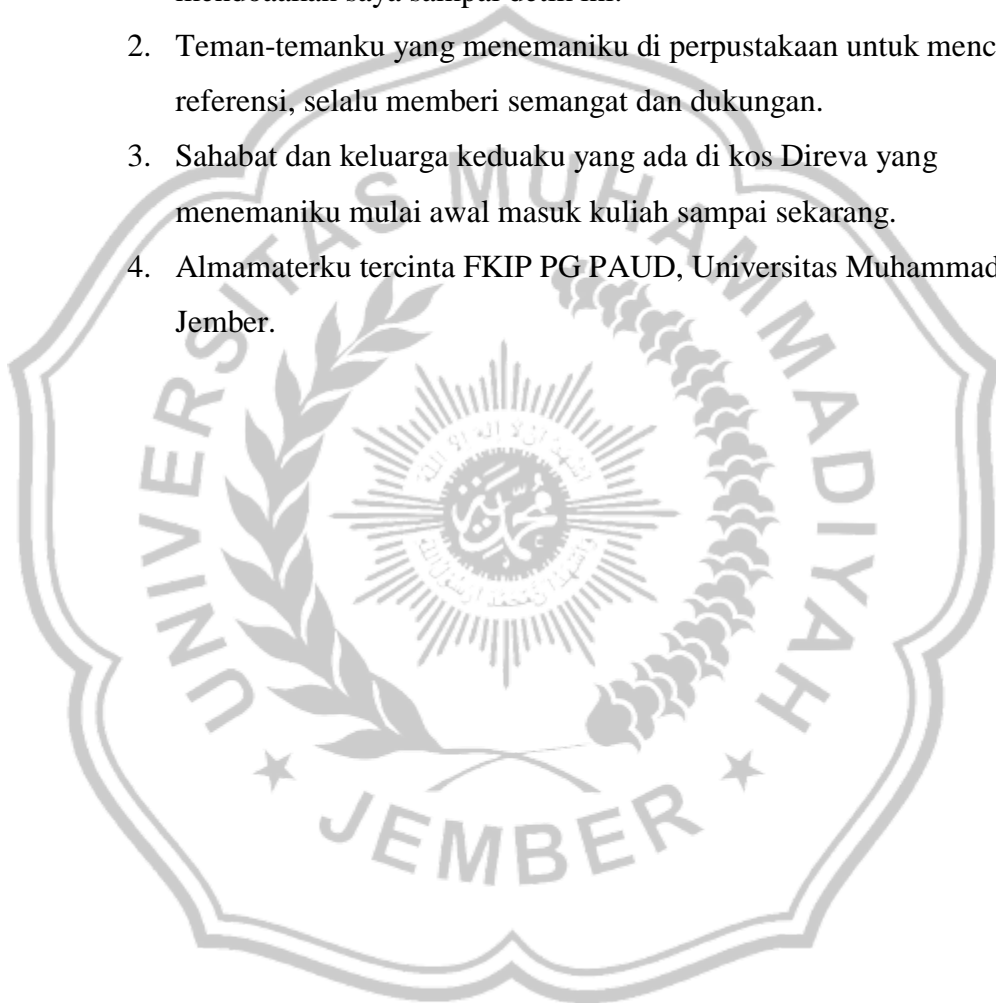 2. Teman-temanku yang menemaniku di perpustakaan untuk menc
referensi, selalu memberi semangat dan dukungan.
3. Sahabat dan keluarga keduaku yang ada di kos Direva yang
menemaniku mulai awal masuk kuliah sampai sekarang.
4. Almamaterku tercinta FKIP PG PAUD, Universitas Muhammad
Jember.
UNIVERSITAS MUHAMMADIYAH
JEMBER